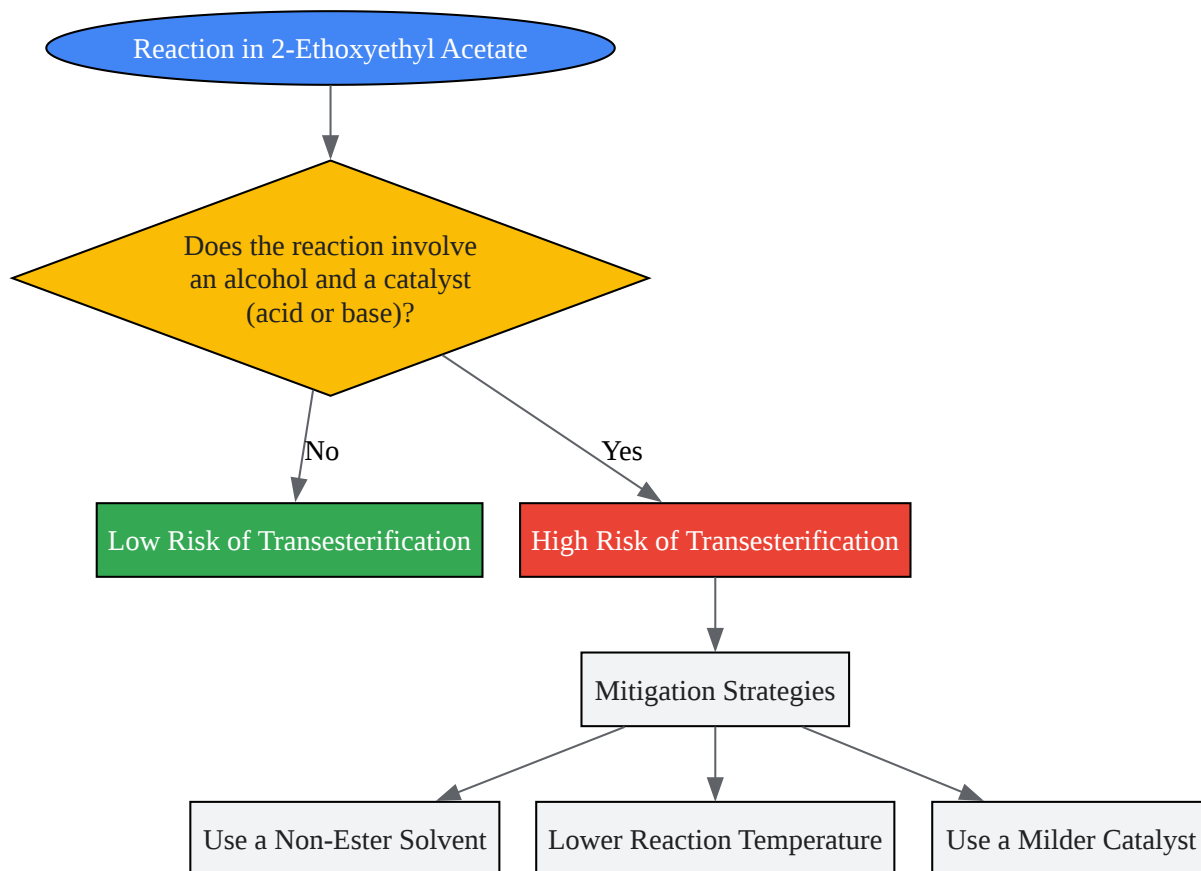 Reaction in 2-Ethoxyethyl Acetate
Does the reaction involve
an alcohol and a catalyst
(acid or base)?
No
Yes
Low Risk of Transesterification
High Risk of Transesterification
Mitigation Strategies
Use a Non-Ester Solvent
Lower Reaction Temperature
Use a Milder Catalyst